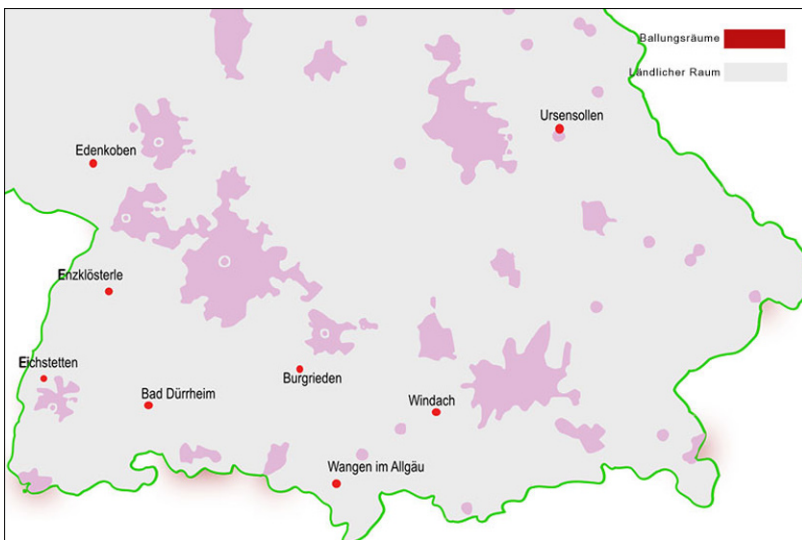 Ballungsräume
Ländlicher Raum
Ursensollen
Edenkoben
Enzklösterle
Eichstetten
Bad Dürrheim
Burgrieden
Windach
Wangen im Allgäu